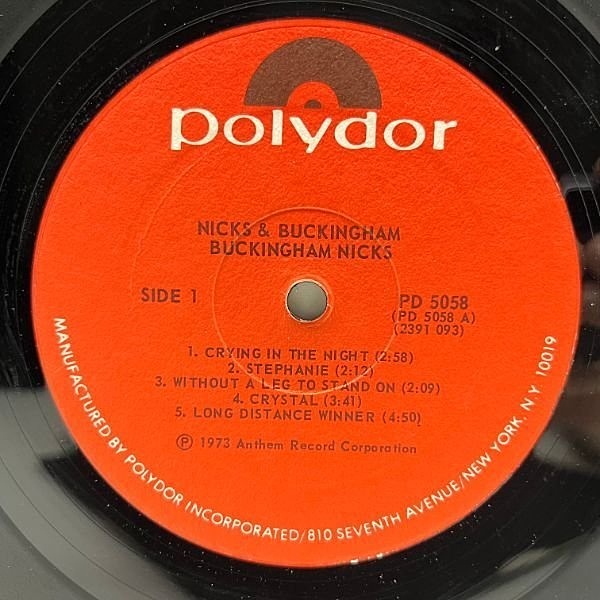 polydor
NICKS & BUCKINGHAM
BUCKINGHAM NICKS
SIDE 1
PD 5058
(PD 5058 A)
(2391 093)
1. CRYING IN THE NIGHT (2:58)
2. STEPHANIE (2:12)
3. WITHOUT A LEG TO STAND ON (2:09)
4. CRYSTAL (3:41)
5. LONG DISTANCE WINNER (4:50)
Ⓟ 1973 Anthem Record Corporation
MANUFACTURED BY POLYDOR INCORPORATED/810 SEVENTH AVENUE/NEW YORK, N.Y. 10019